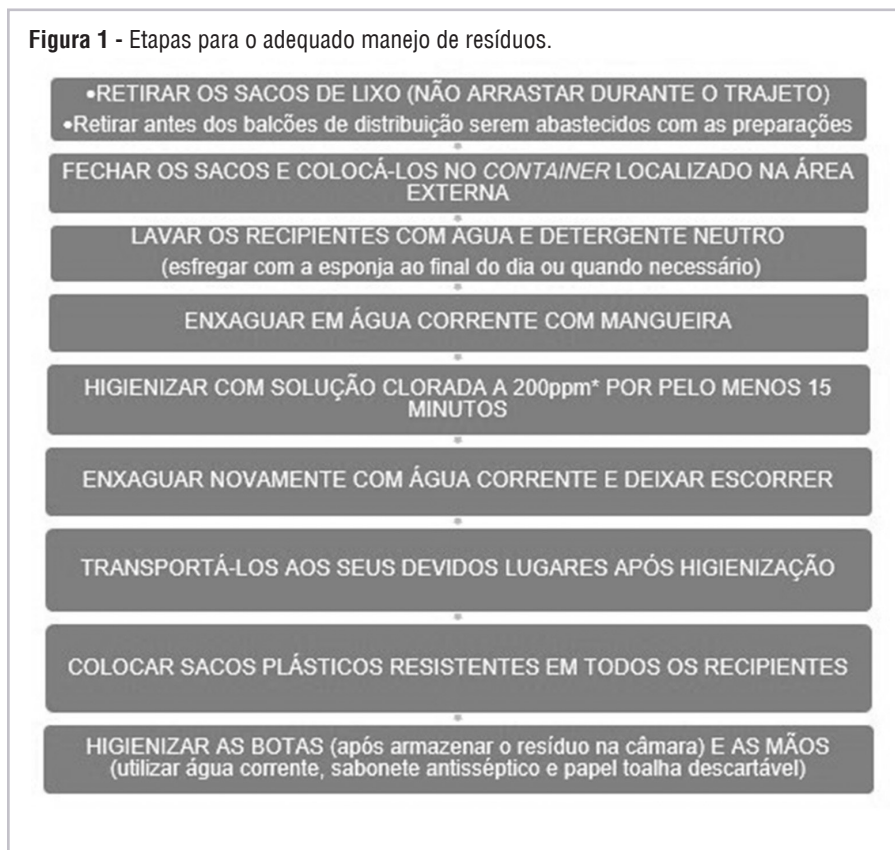 Figura 1 - Etapas para o adequado manejo de resíduos.
•RETIRAR OS SACOS DE LIXO (NÃO ARRASTAR DURANTE O TRAJETO)
•Retirar antes dos balcões de distribuição serem abastecidos com as preparações
FECHAR OS SACOS E COLOCÁ-LOS NO CONTAINER LOCALIZADO NA ÁREA
EXTERNA
LAVAR OS RECIPIENTES COM ÁGUA E DETERGENTE NEUTRO
(esfregar com a esponja ao final do dia ou quando necessário)
ENXAGUAR EM ÁGUA CORRENTE COM MANGUEIRA
HIGIENIZAR COM SOLUÇÃO CLORADA A 200ppm* POR PELO MENOS 15
MINUTOS
ENXAGUAR NOVAMENTE COM ÁGUA CORRENTE E DEIXAR ESCORRER
TRANSPORTÁ-LOS AOS SEUS DEVIDOS LUGARES APÓS HIGIENIZAÇÃO
COLOCAR SACOS PLÁSTICOS RESISTENTES EM TODOS OS RECIPIENTES
HIGIENIZAR AS BOTAS (após armazenar o resíduo na câmara) E AS MÃOS
(utilizar água corrente, sabonete antisséptico e papel toalha descartável)